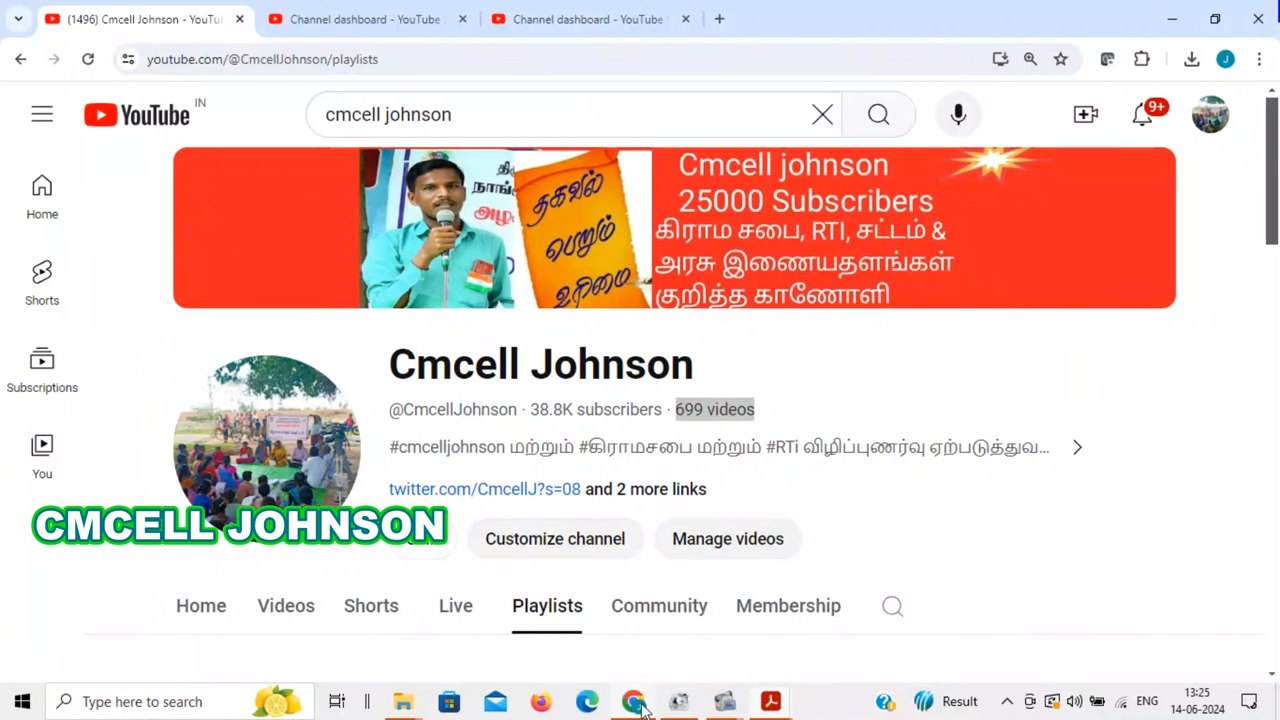 (1496) Cmcell Johnson - YouTu
Channel dashboard - YouTube
Channel dashboard - YouTube
youtube.com/@CmcellJohnson/playlists
J
YouTube IN
cmcell johnson
9+
Home
Shorts
Subscriptions
You
தகவல்
பெறும்
உரிமை
Cmcell johnson
25000 Subscribers
கிராம சபை, RTI, சட்டம் &
அரசு இணையதளங்கள்
குறித்த காணோளி
Cmcell Johnson
@CmcellJohnson · 38.8K subscribers · 699 videos
#cmcelljohnson மற்றும் #கிராமசபை மற்றும் #RTi விழிப்புணர்வு ஏற்படுத்துவ...
twitter.com/CmcellJ?s=08 and 2 more links
CMCELL JOHNSON
Customize channel
Manage videos
Home Videos Shorts Live Playlists Community Membership
Type here to search
Result
ENG
13:25
14-06-2024